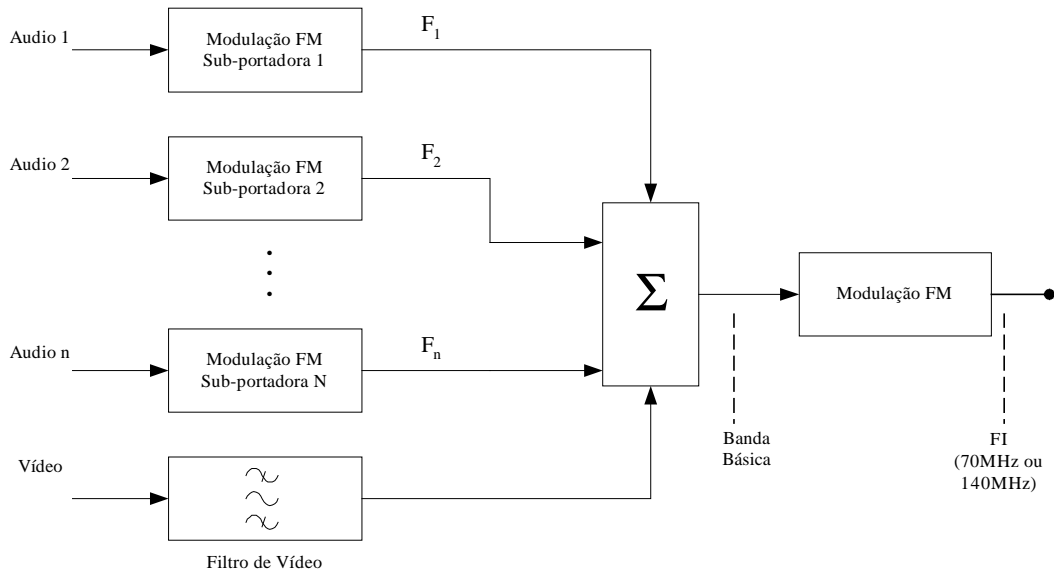 Audio 1
Modulação FM
Sub-portadora 1
F1
Audio 2
Modulação FM
Sub-portadora 2
F2
Σ
Modulação FM
Audio n
Modulação FM
Sub-portadora N
Fn
Banda
Básica
FI
(70MHz ou
140MHz)
Vídeo
Filtro de Vídeo